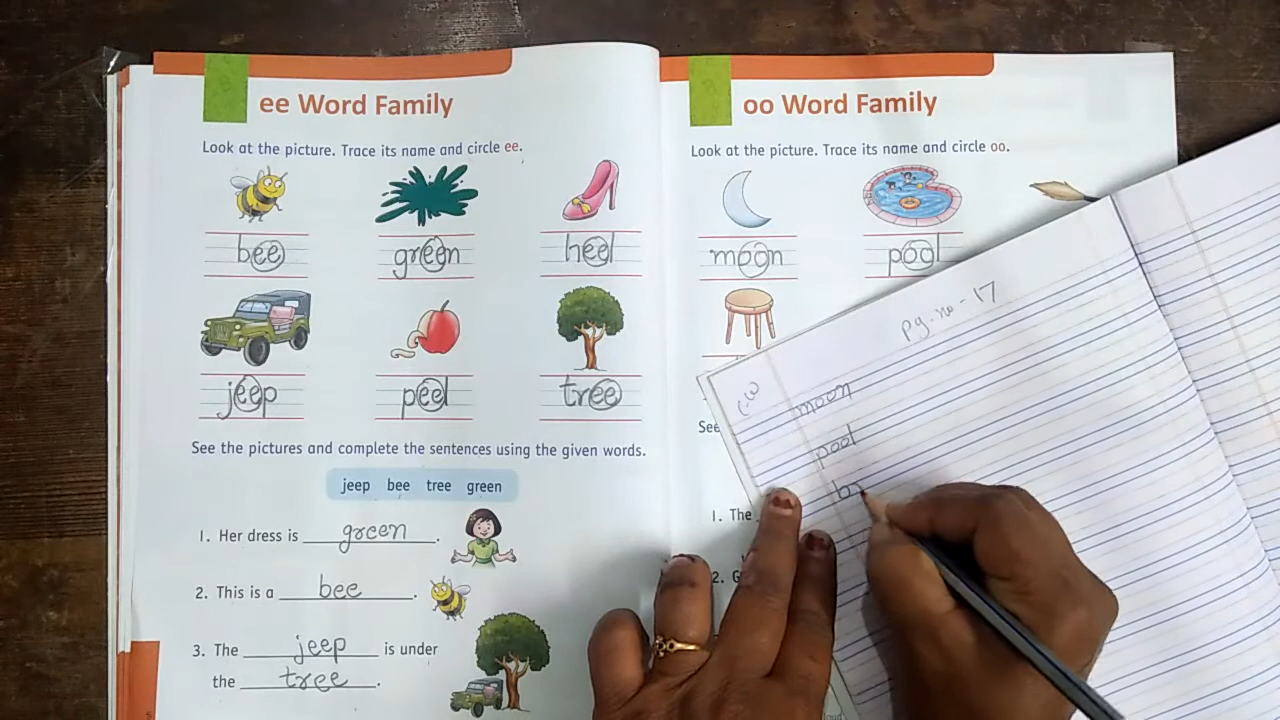 ee Word Family
Look at the picture. Trace its name and circle ee.
bee green heel
jeep peel tree
See the pictures and complete the sentences using the given words.
jeep bee tree green
1. Her dress is green.
2. This is a bee.
3. The jeep is under
the tree.
oo Word Family
Look at the picture. Trace its name and circle oo.
moon pool
See
1. The
2. G
pg. no - 17
C.W
moon
pool